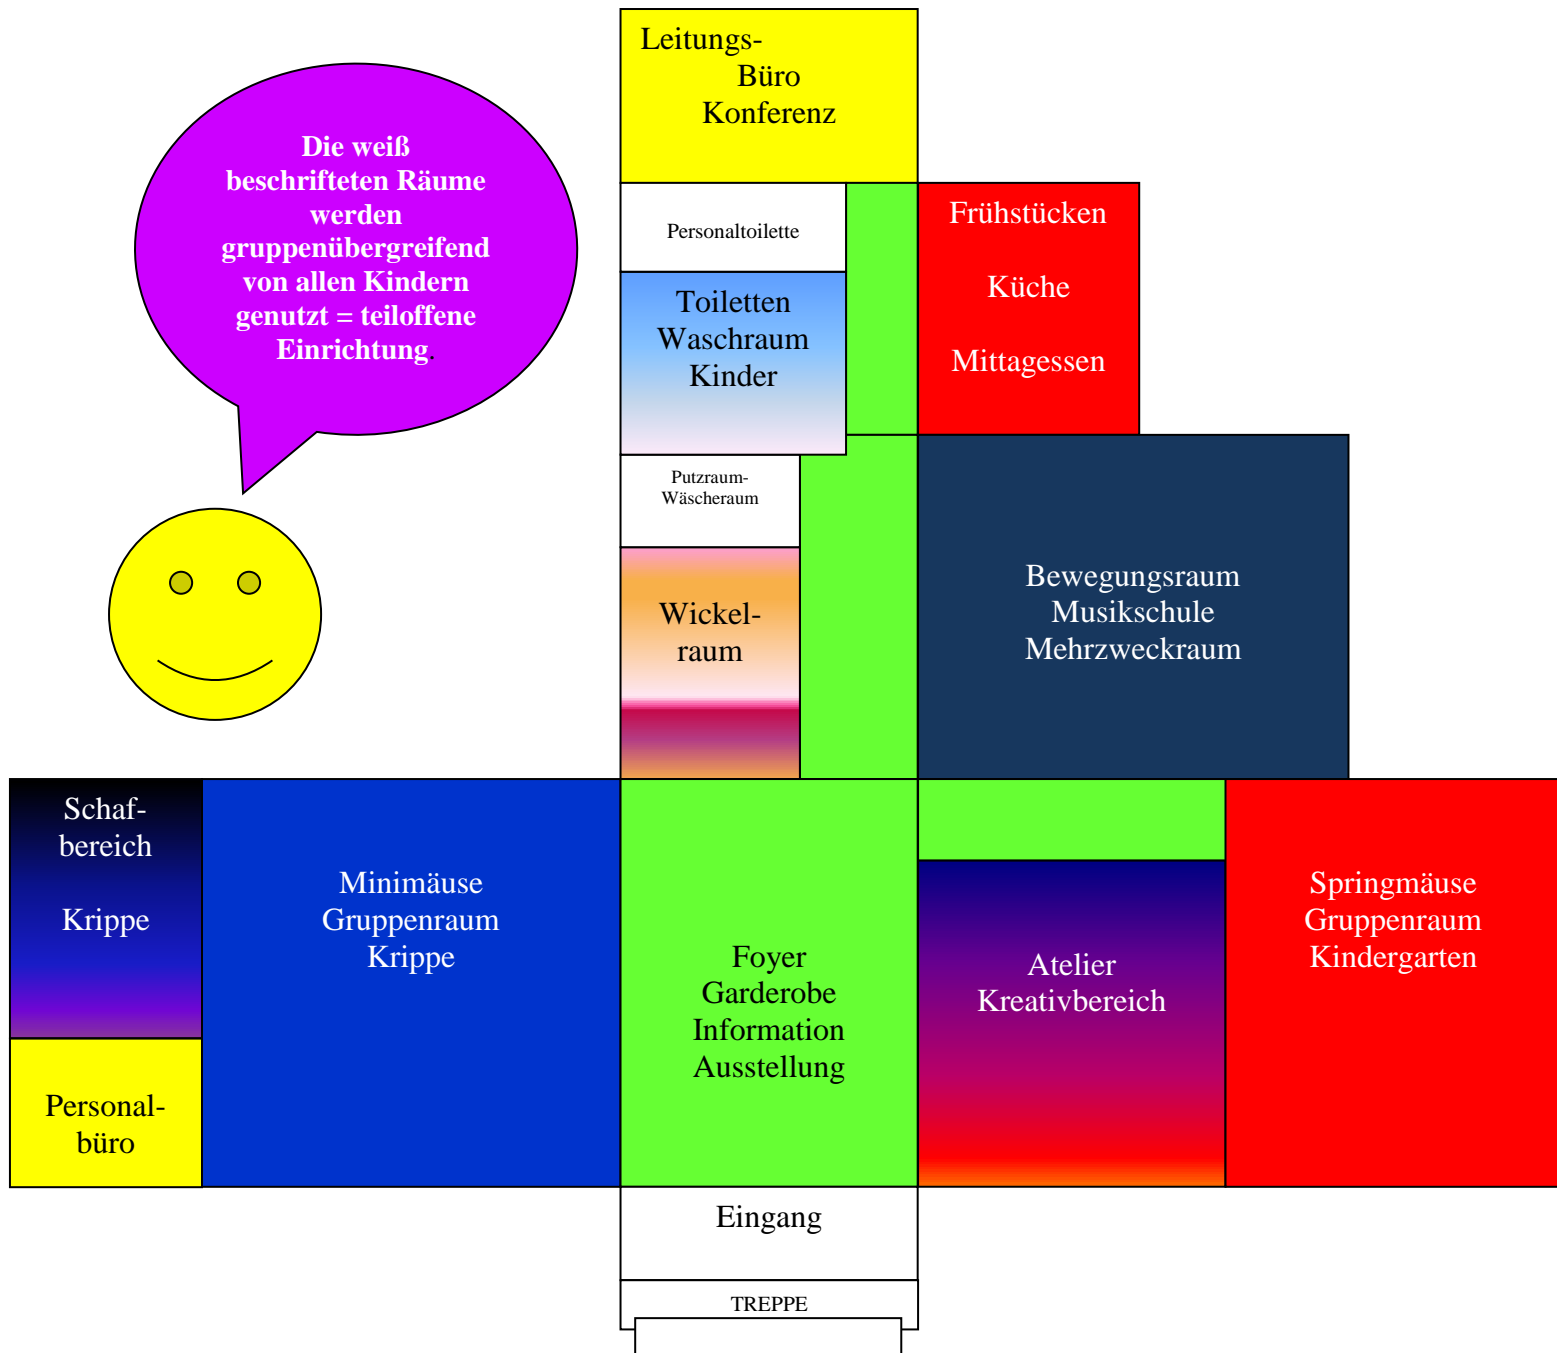 Leitungs-
Büro
Konferenz
Die weiß
beschrifteten Räume
werden
gruppenübergreifend
von allen Kindern
genutzt = teiloffene
Einrichtung.
Personaltoilette
Toiletten
Waschraum
Kinder
Frühstücken
Küche
Mittagessen
Putzraum-
Wäscheraum
Wickel-
raum
Bewegungsraum
Musikschule
Mehrzweckraum
Schaf-
bereich
Krippe
Personal-
büro
Minimäuse
Gruppenraum
Krippe
Foyer
Garderobe
Information
Ausstellung
Atelier
Kreativbereich
Springmäuse
Gruppenraum
Kindergarten
Eingang
TREPPE